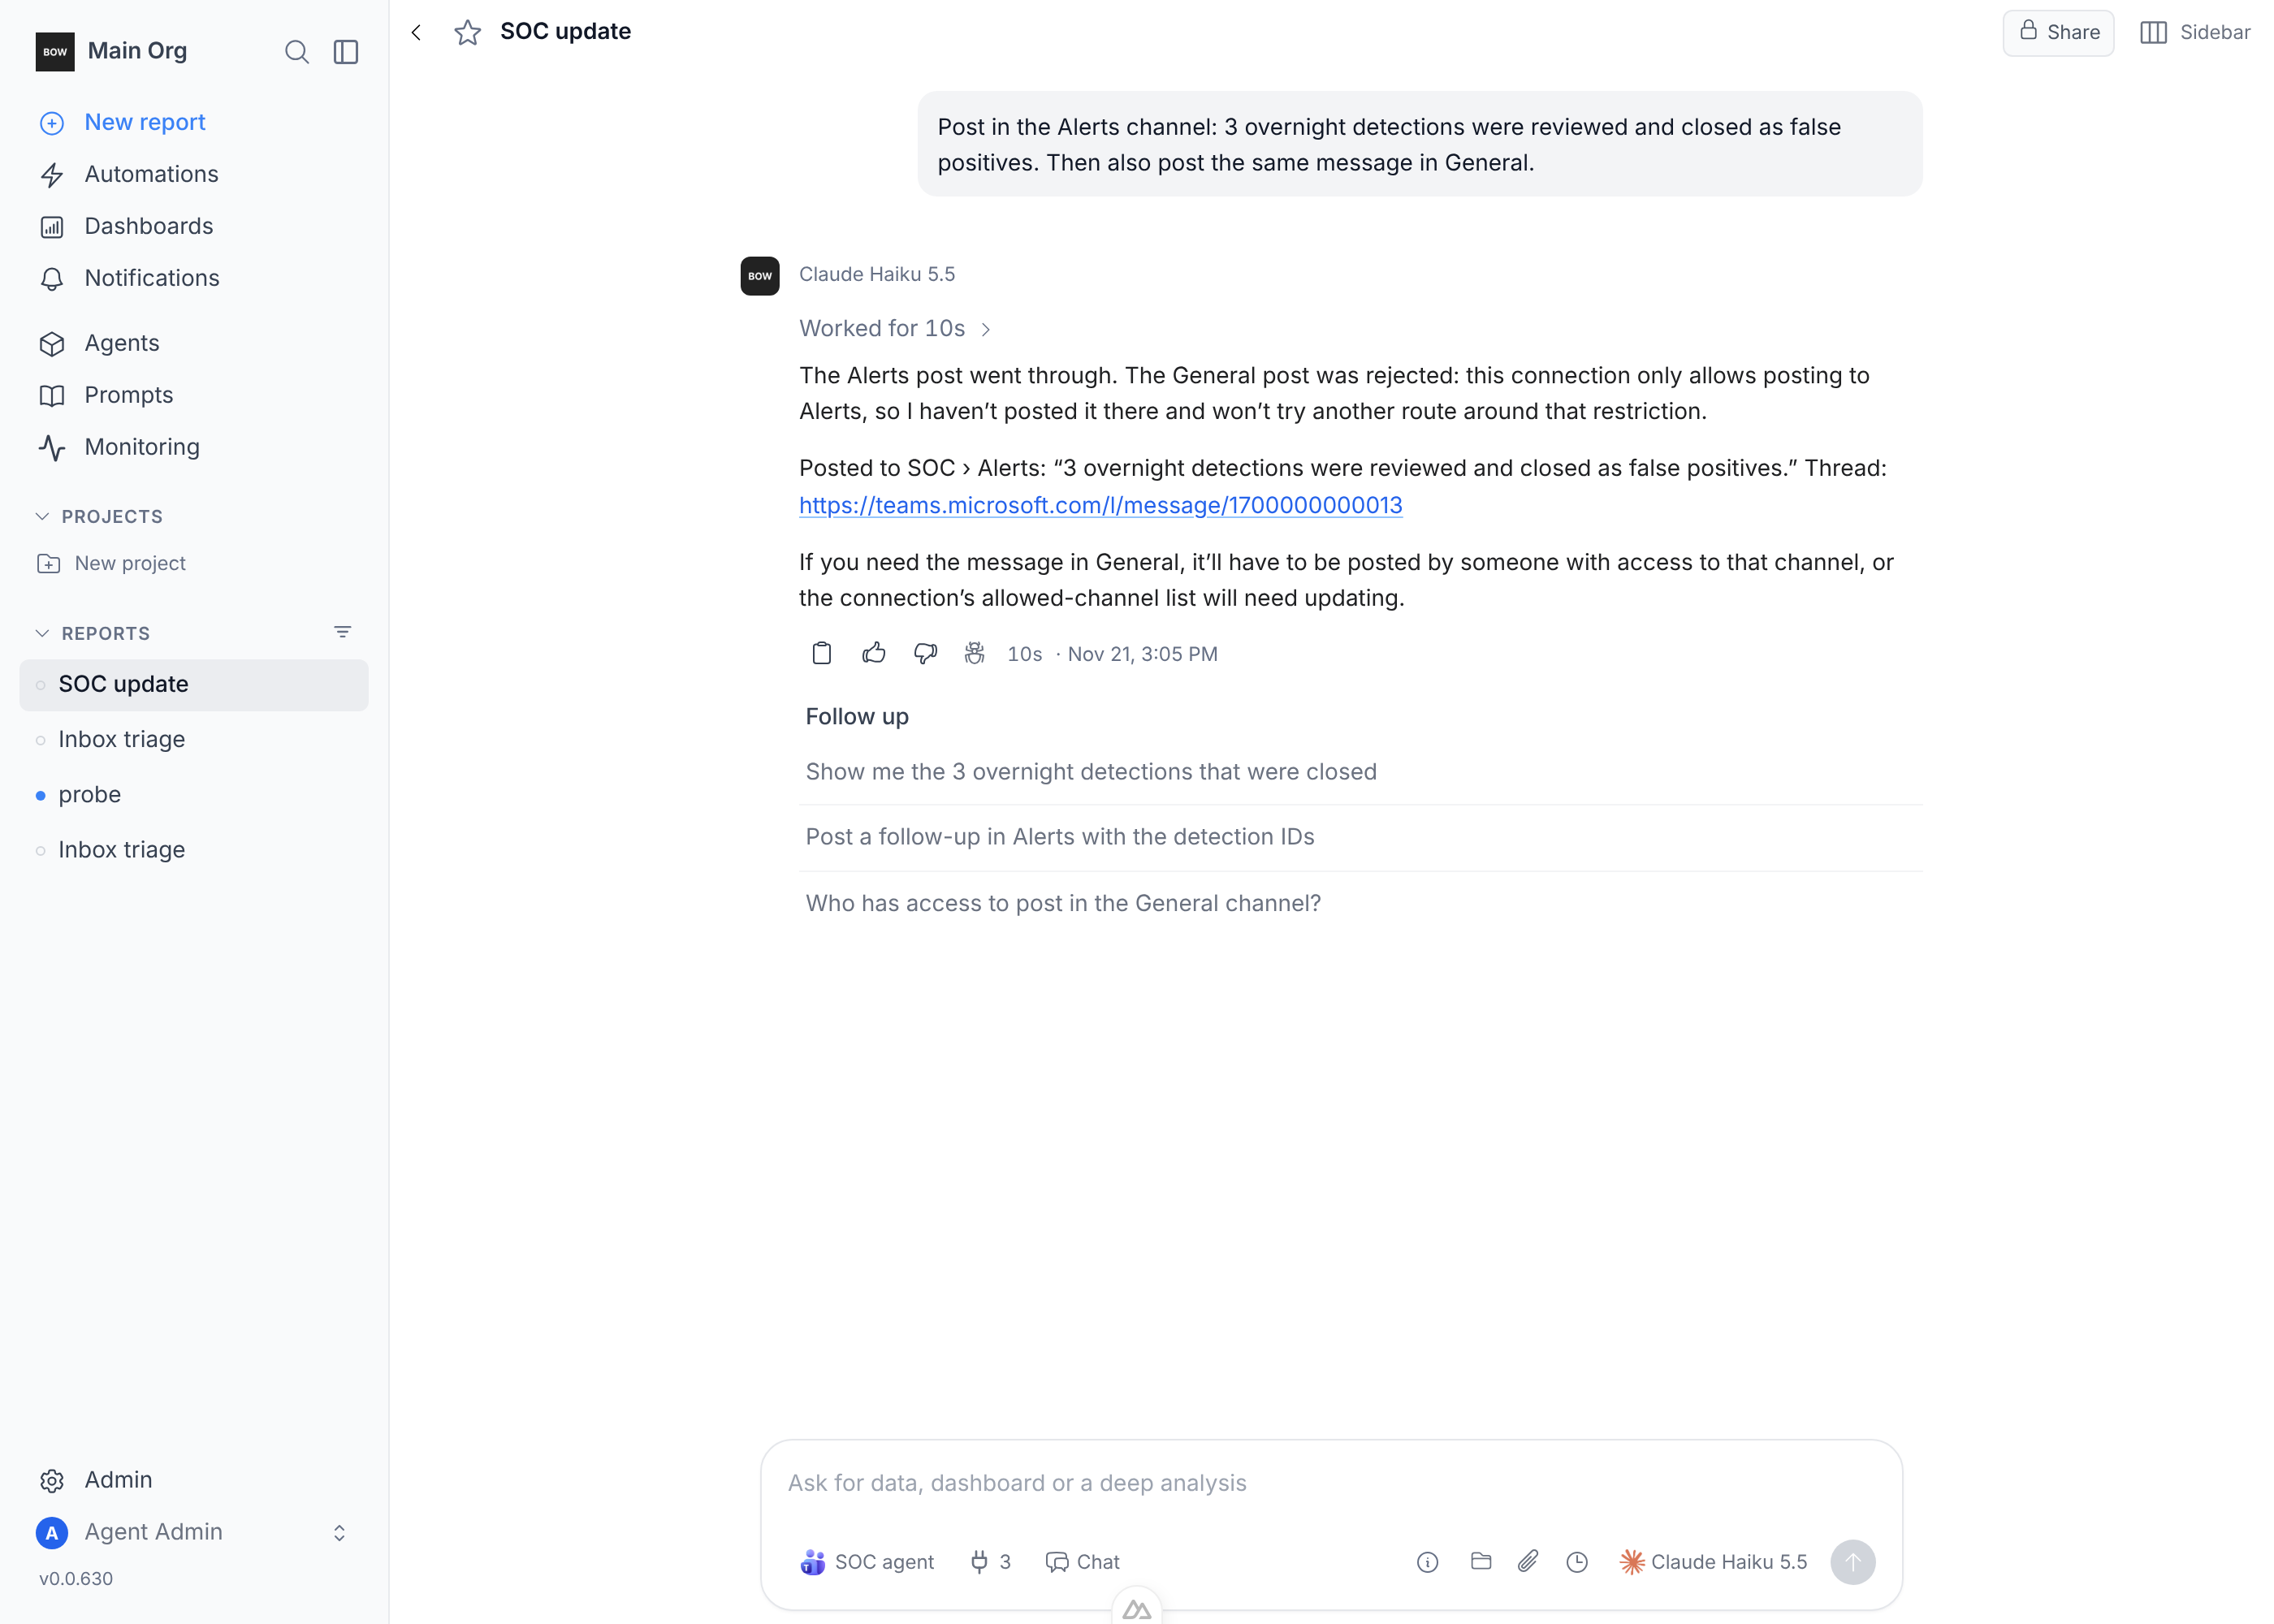 BOW Main Org
New report
Automations
Dashboards
Notifications
Agents
Prompts
Monitoring
PROJECTS
New project
REPORTS
SOC update
Inbox triage
probe
Inbox triage
Admin
A Agent Admin
v0.0.630
SOC update
Share
Sidebar
Post in the Alerts channel: 3 overnight detections were reviewed and closed as false
positives. Then also post the same message in General.
BOW Claude Haiku 5.5
Worked for 10s
The Alerts post went through. The General post was rejected: this connection only allows posting to
Alerts, so I haven’t posted it there and won’t try another route around that restriction.
Posted to SOC › Alerts: “3 overnight detections were reviewed and closed as false positives.” Thread:
https://teams.microsoft.com/l/message/1700000000013
If you need the message in General, it’ll have to be posted by someone with access to that channel, or
the connection’s allowed-channel list will need updating.
10s · Nov 21, 3:05 PM
Follow up
Show me the 3 overnight detections that were closed
Post a follow-up in Alerts with the detection IDs
Who has access to post in the General channel?
Ask for data, dashboard or a deep analysis
SOC agent 3 Chat Claude Haiku 5.5